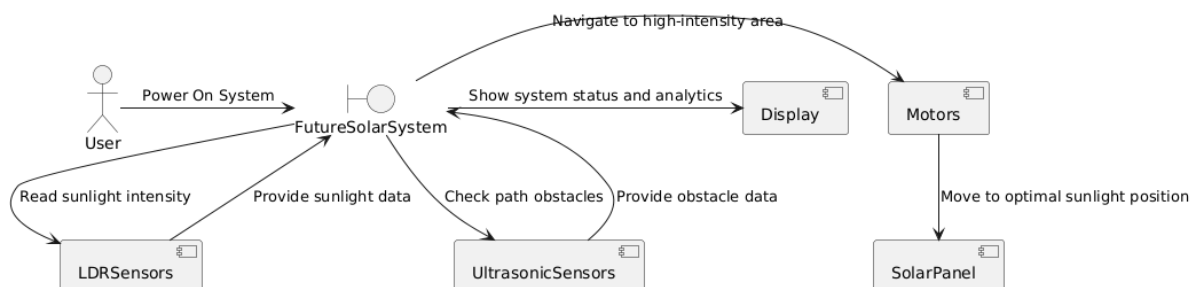 Navigate to high-intensity area
Power On System
Show system status and analytics
Display
Motors
User
FutureSolarSystem
Read sunlight intensity
Provide sunlight data
Check path obstacles
Provide obstacle data
Move to optimal sunlight position
LDRSensors
UltrasonicSensors
SolarPanel